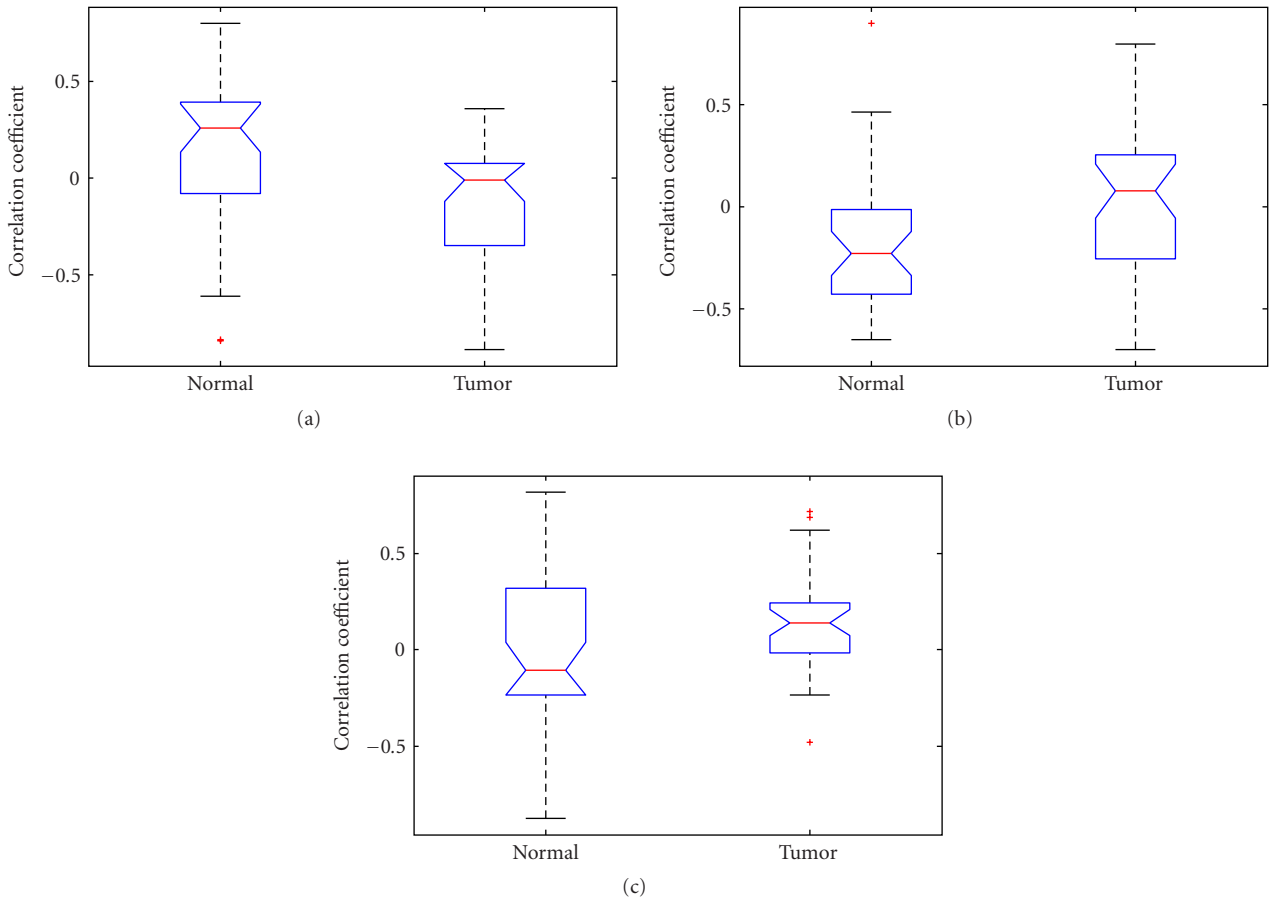 Correlation coefficient
0.5
0
−0.5
Normal
Tumor
(a)
Correlation coefficient
0.5
0
−0.5
Normal
Tumor
(b)
Correlation coefficient
0.5
0
−0.5
Normal
Tumor
(c)